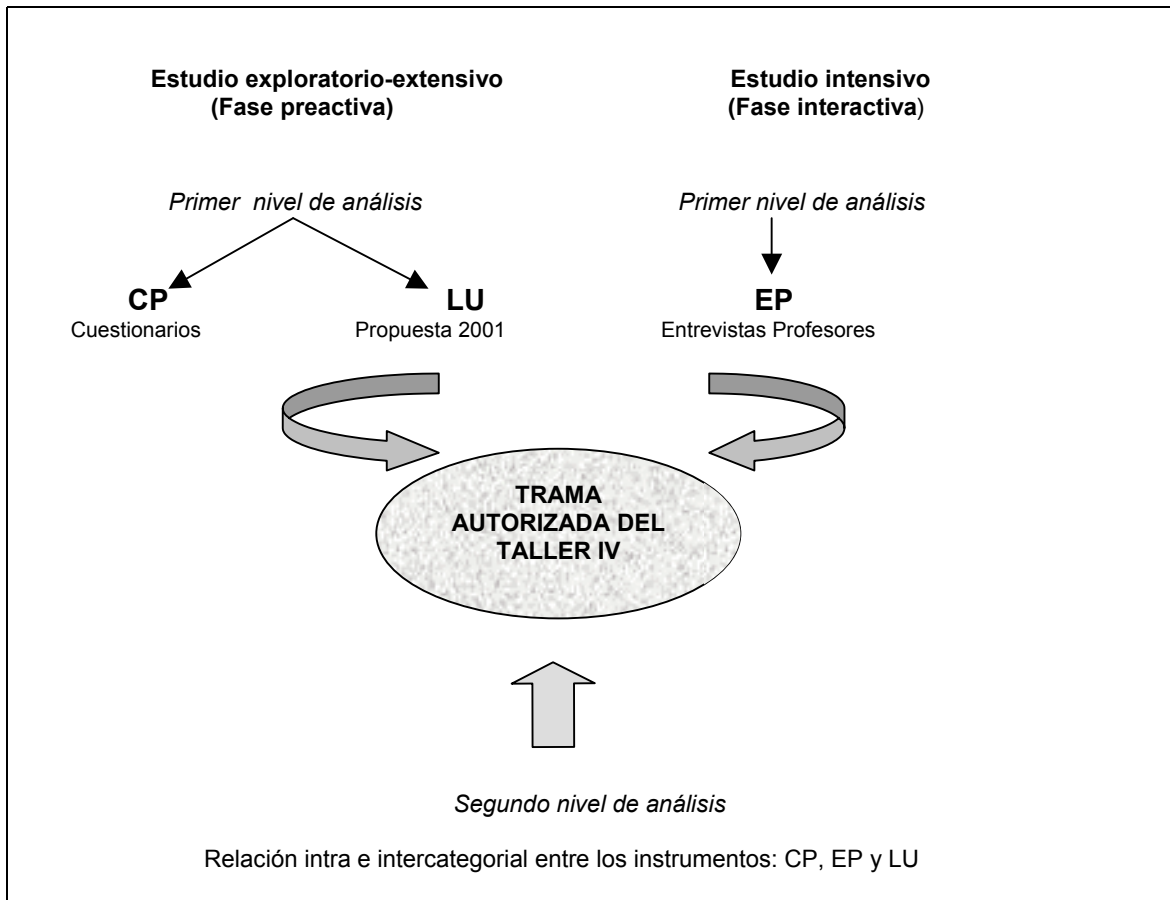 Estudio exploratorio-extensivo
(Fase preactiva)
Estudio intensivo
(Fase interactiva)
Primer nivel de análisis
Primer nivel de análisis
CP
Cuestionarios
LU
Propuesta 2001
EP
Entrevistas Profesores
TRAMA
AUTORIZADA DEL
TALLER IV
Segundo nivel de análisis
Relación intra e intercategorial entre los instrumentos: CP, EP y LU